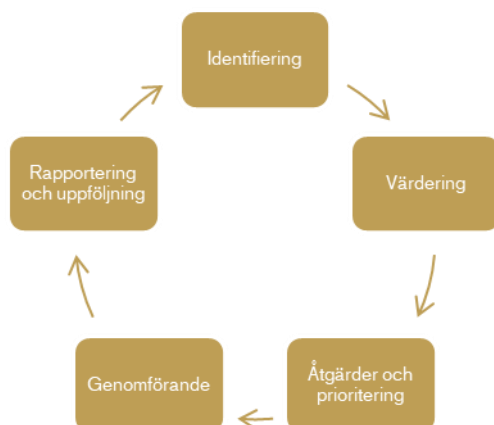 Identifiering
Värdering
Åtgärder och
prioritering
Genomförande
Rapportering
och uppföljning